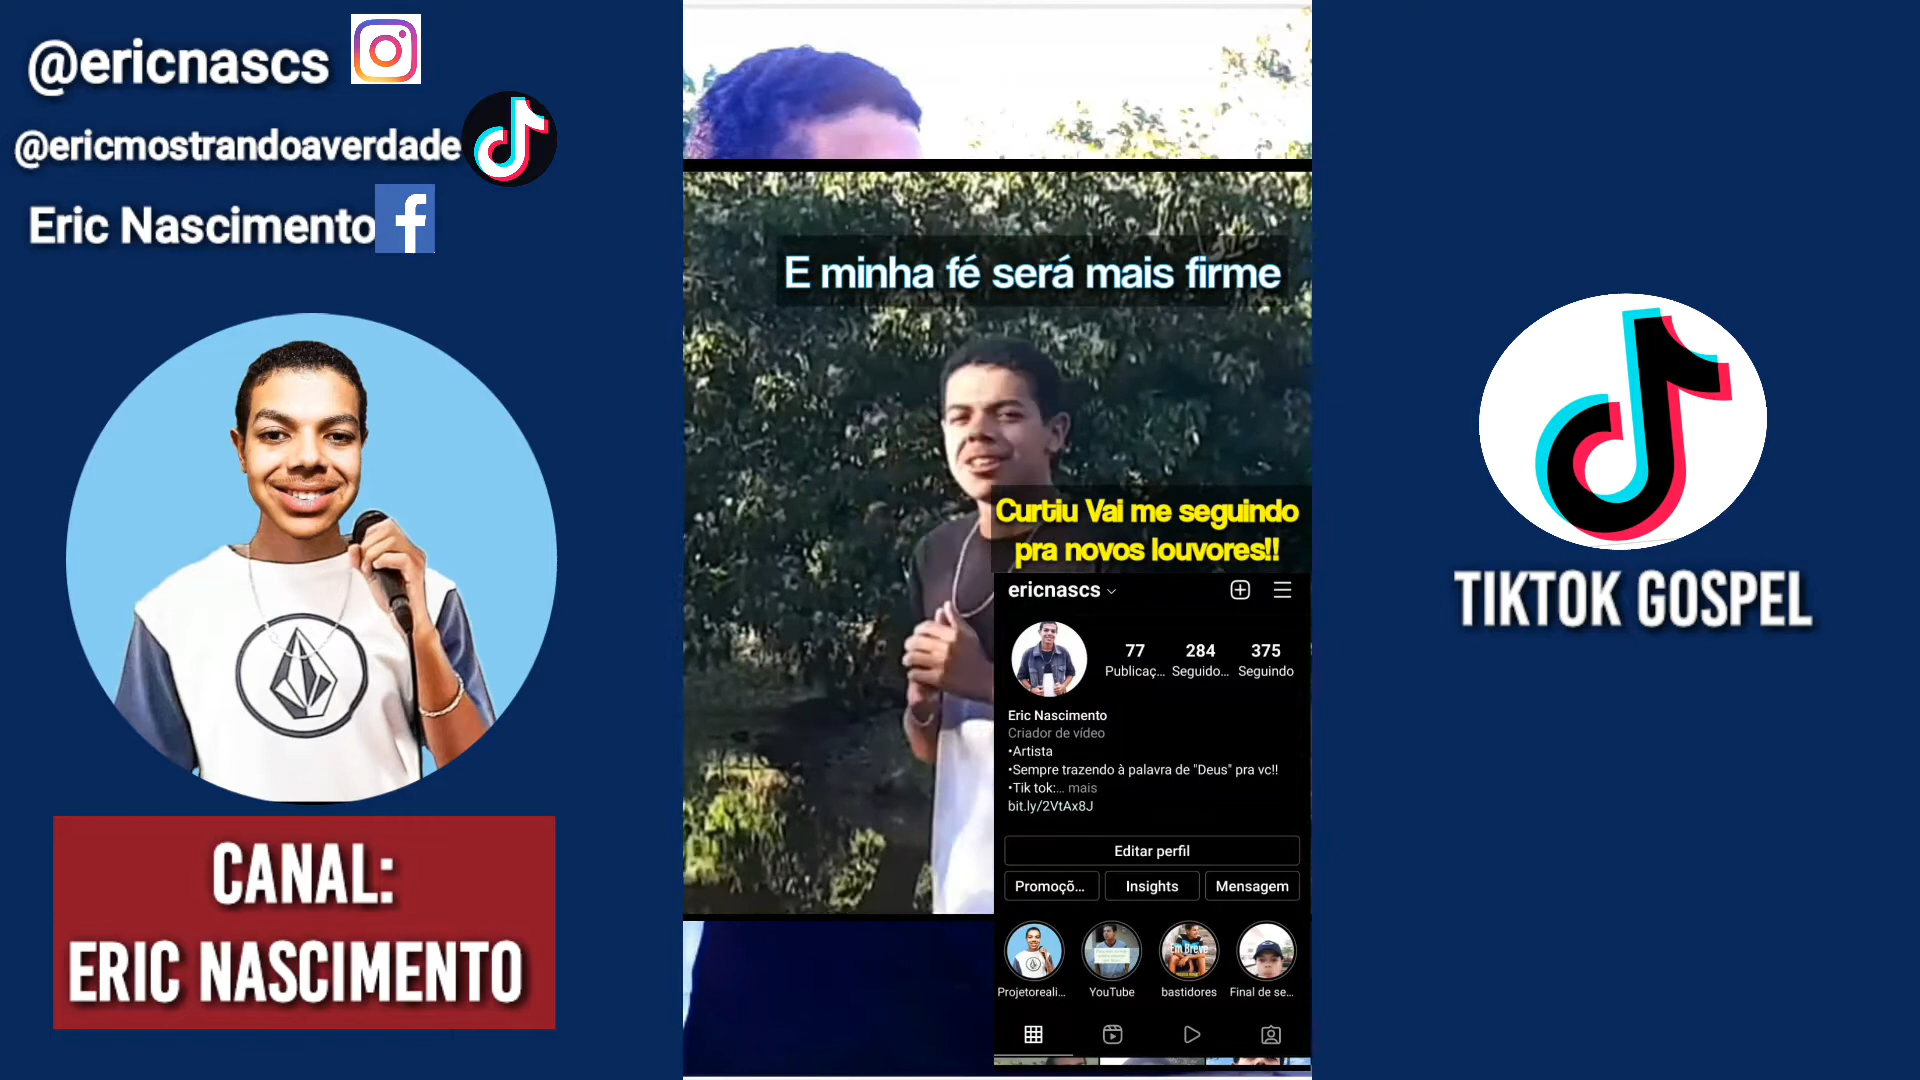 @ericnascs
@ericmostrandoaverdade
Eric Nascimento
CANAL:
ERIC NASCIMENTO
E minha fé será mais firme
Curtiu Vai me seguindo
pra novos louvores!!
ericnascs
77 284 375
Publicaç... Seguido... Seguindo
Eric Nascimento
Criador de vídeo
•Artista
•Sempre trazendo à palavra de "Deus" pra vc!!
•Tik tok:... mais
bit.ly/2VtAx8J
Editar perfil
Promoçõ... Insights Mensagem
Em Breve
Projetoreali... YouTube bastidores Final de se...
TIKTOK GOSPEL